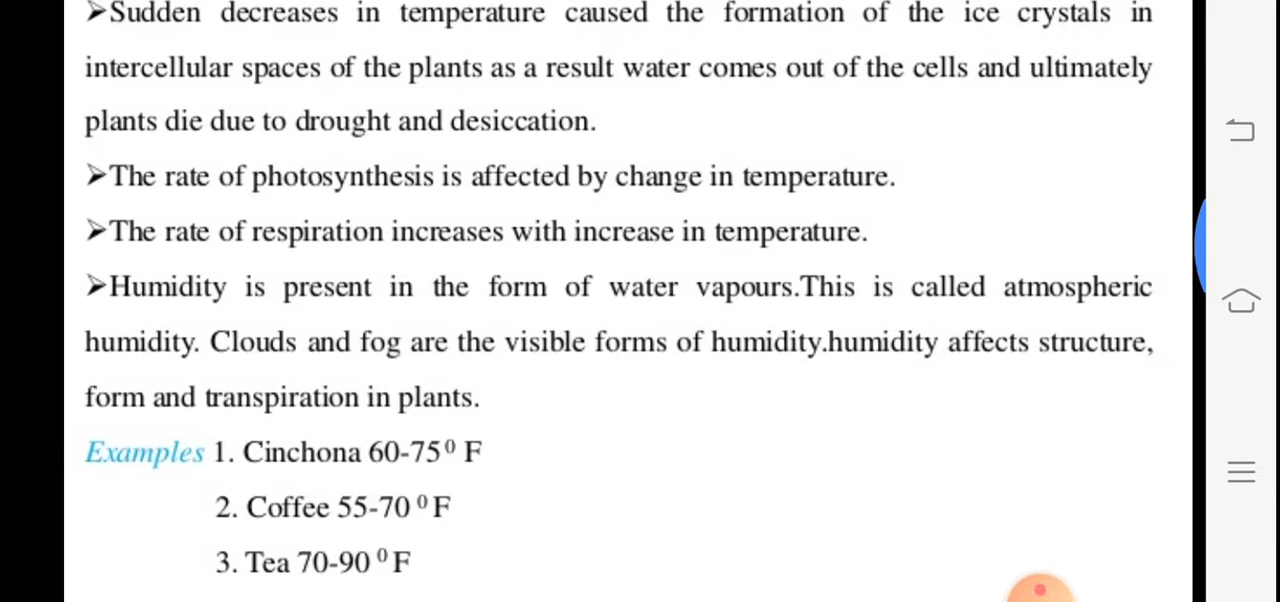 ➤Sudden decreases in temperature caused the formation of the ice crystals in
intercellular spaces of the plants as a result water comes out of the cells and ultimately
plants die due to drought and desiccation.
➤The rate of photosynthesis is affected by change in temperature.
➤The rate of respiration increases with increase in temperature.
➤Humidity is present in the form of water vapours.This is called atmospheric
humidity. Clouds and fog are the visible forms of humidity.humidity affects structure,
form and transpiration in plants.
Examples 1. Cinchona 60-75⁰ F
2. Coffee 55-70 ⁰ F
3. Tea 70-90 ⁰ F